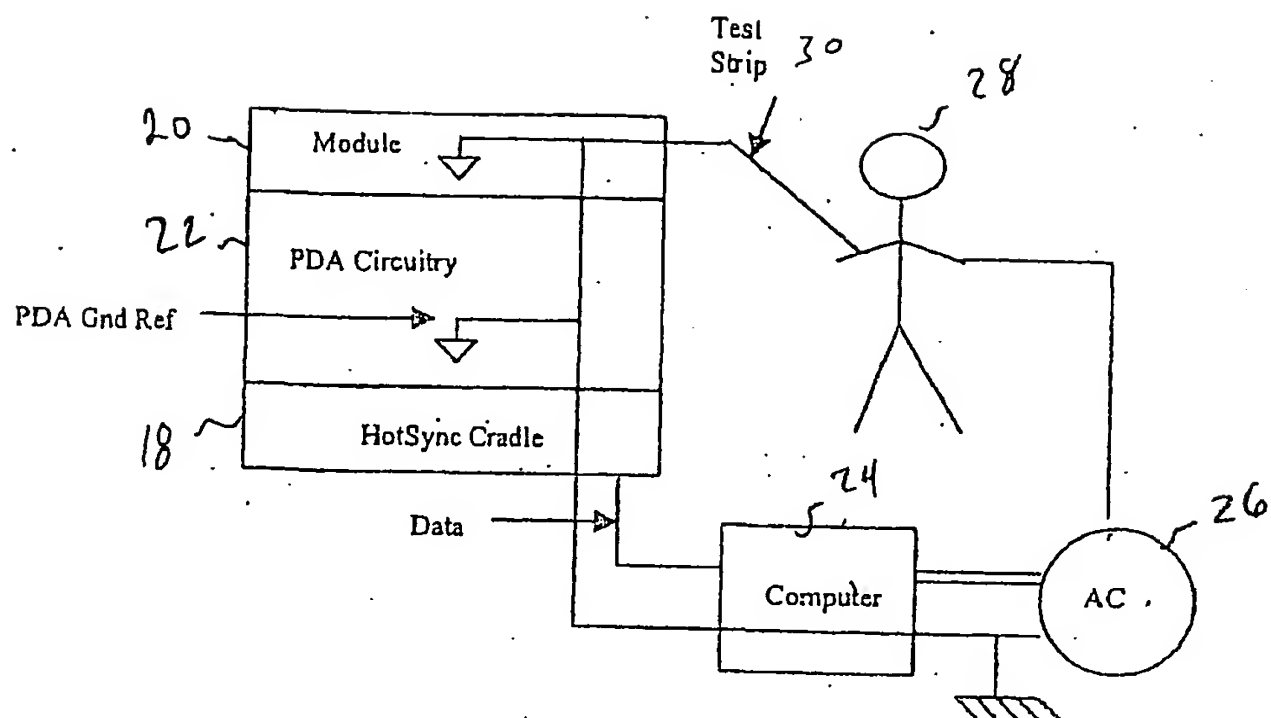 Test
Strip 30
28
20
Module
22
PDA Circuitry
PDA Gnd Ref
18
HotSync Cradle
24
Data
26
Computer
AC